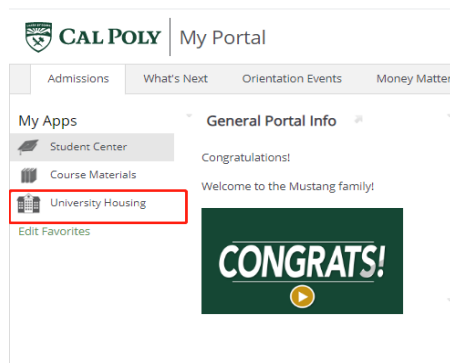 CAL POLY My Portal
Admissions What's Next Orientation Events Money Matter
My Apps
Student Center
Course Materials
University Housing
Edit Favorites
General Portal Info
Congratulations!
Welcome to the Mustang family!
CONGRATS!